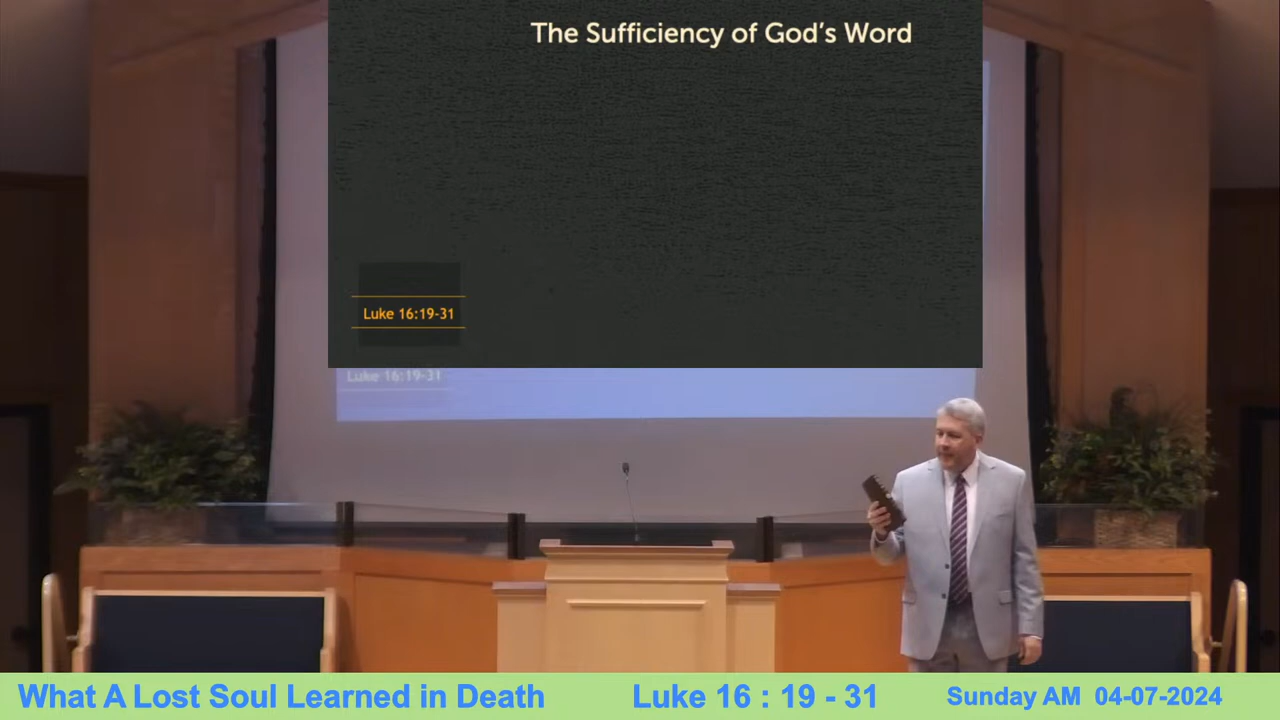 The Sufficiency of God's Word
Luke 16:19-31
Luke 16:19-31
What A Lost Soul Learned in Death Luke 16 : 19 - 31 Sunday AM 04-07-2024